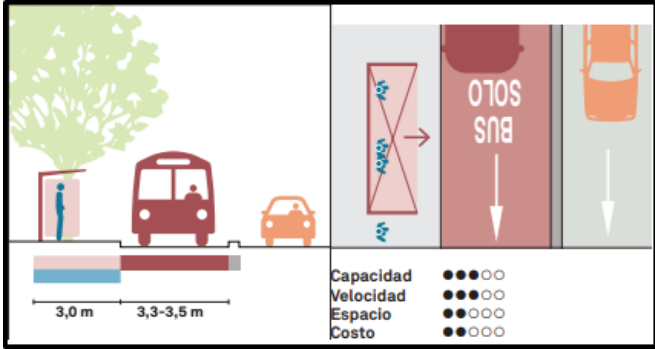 SOLO
BUS
3,0 m
3,3-3,5 m
Capacidad ●●●○○
Velocidad ●●●○○
Espacio ●●○○○
Costo ●●○○○